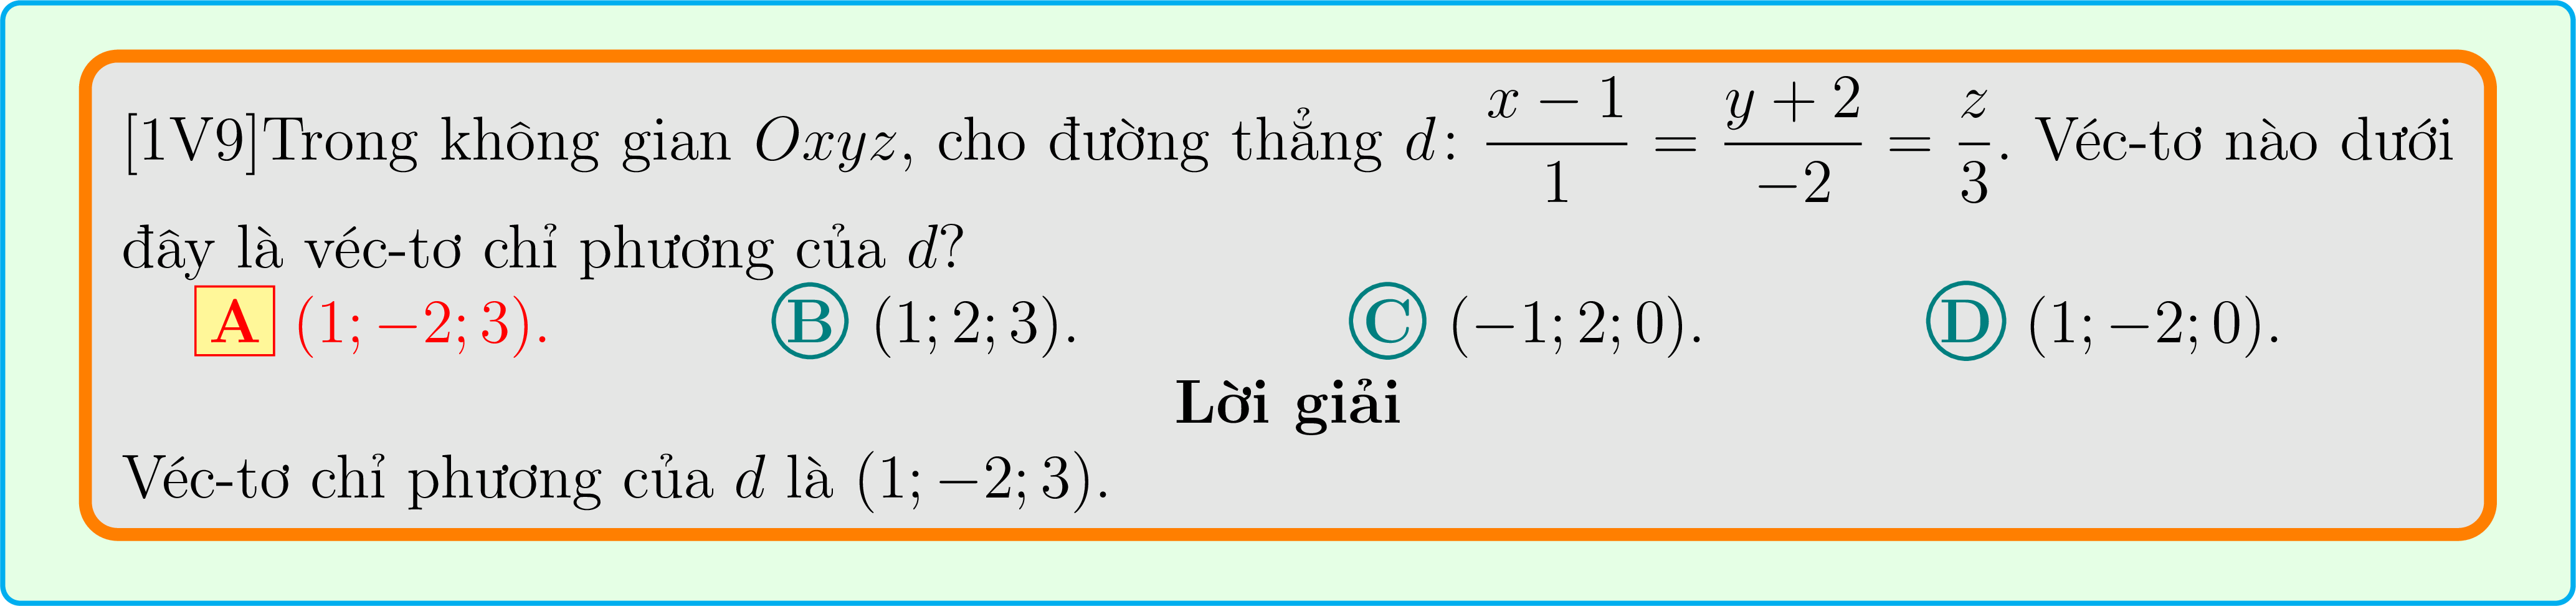 [1V9]Trong không gian Oxyz, cho đường thẳng d: \frac{x − 1}{1} = \frac{y + 2}{−2} = \frac{z}{3}. Véc-tơ nào dưới
đây là véc-tơ chỉ phương của d?
A (1; −2; 3). B (1; 2; 3). C (−1; 2; 0). D (1; −2; 0).
Lời giải
Véc-tơ chỉ phương của d là (1; −2; 3).